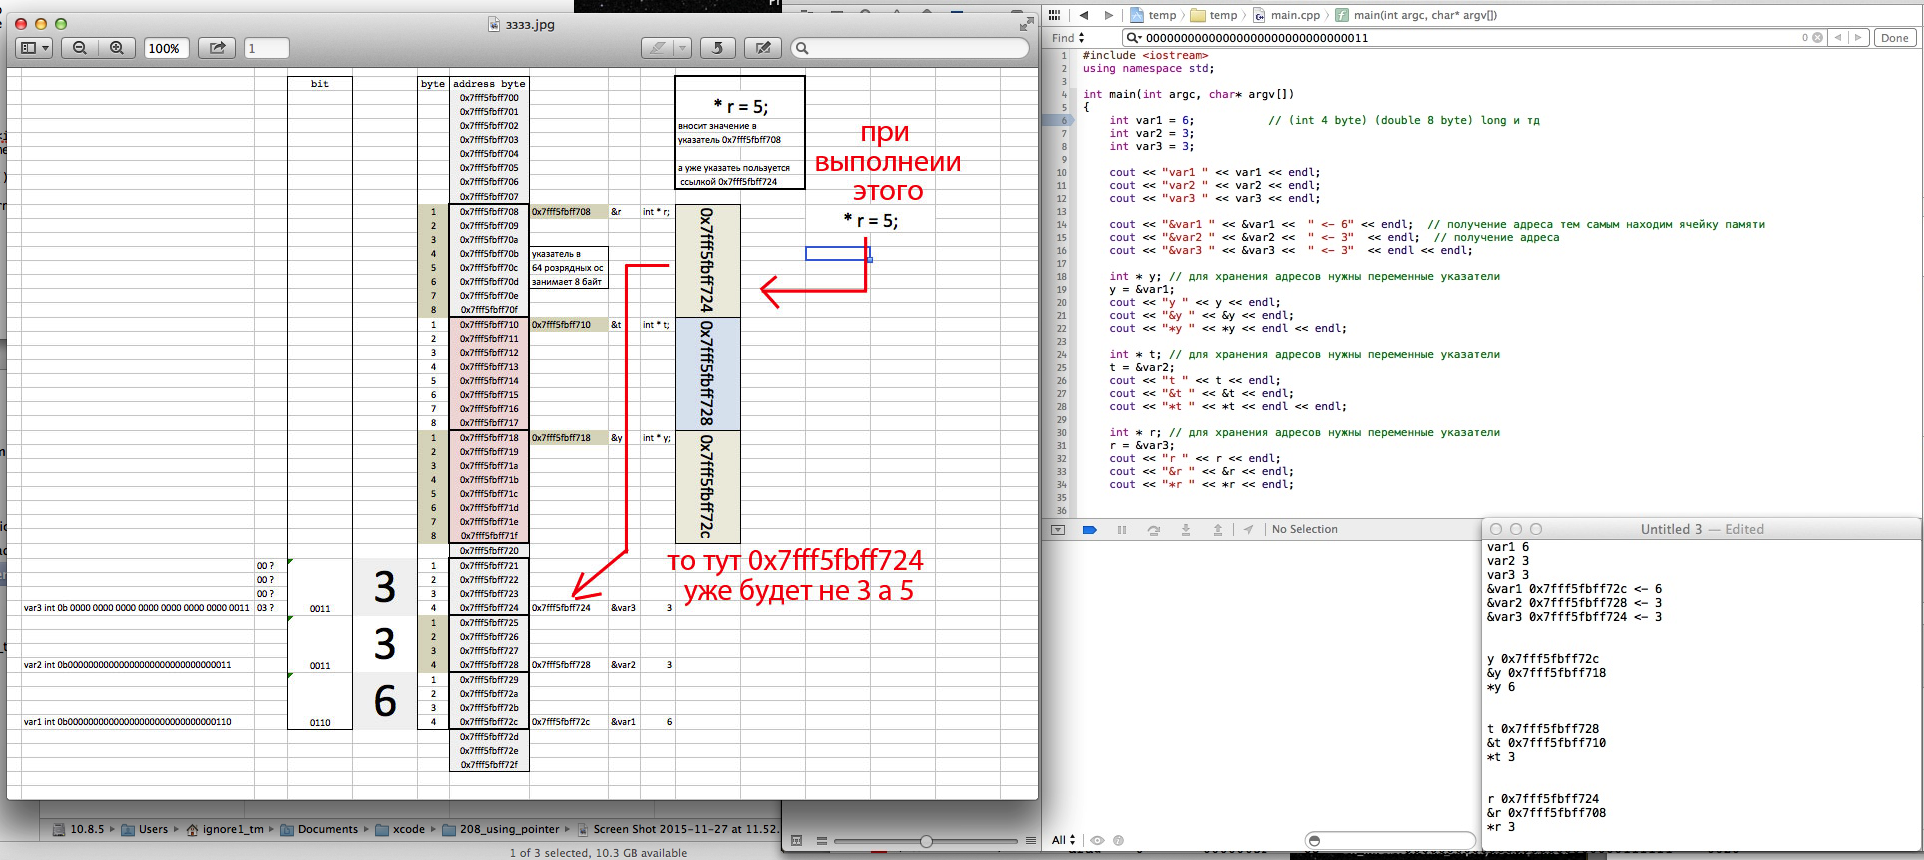 3333.jpg
100%
1
bit
byte
address byte
0x7fff5fbff700
0x7fff5fbff701
0x7fff5fbff702
0x7fff5fbff703
0x7fff5fbff704
0x7fff5fbff705
0x7fff5fbff706
0x7fff5fbff707
1 0x7fff5fbff708 0x7fff5fbff708 &r int * r;
2 0x7fff5fbff709
3 0x7fff5fbff70a
4 0x7fff5fbff70b указатель в
5 0x7fff5fbff70c 64 розрядных ос
6 0x7fff5fbff70d занимает 8 байт
7 0x7fff5fbff70e
8 0x7fff5fbff70f
1 0x7fff5fbff710 0x7fff5fbff710 &t int * t;
2 0x7fff5fbff711
3 0x7fff5fbff712
4 0x7fff5fbff713
5 0x7fff5fbff714
6 0x7fff5fbff715
7 0x7fff5fbff716
8 0x7fff5fbff717
1 0x7fff5fbff718 0x7fff5fbff718 &y int * y;
2 0x7fff5fbff719
3 0x7fff5fbff71a
4 0x7fff5fbff71b
5 0x7fff5fbff71c
6 0x7fff5fbff71d
7 0x7fff5fbff71e
8 0x7fff5fbff71f
0x7fff5fbff720
00 ? 1 0x7fff5fbff721
00 ? 2 0x7fff5fbff722
00 ? 3 0x7fff5fbff723
var3 int 0b 0000 0000 0000 0000 0000 0000 0000 0011 03 ? 0011 3 4 0x7fff5fbff724 0x7fff5fbff724 &var3 3
1 0x7fff5fbff725
2 0x7fff5fbff726
3 0x7fff5fbff727
var2 int 0b00000000000000000000000000000011 0011 3 4 0x7fff5fbff728 0x7fff5fbff728 &var2 3
1 0x7fff5fbff729
2 0x7fff5fbff72a
3 0x7fff5fbff72b
var1 int 0b00000000000000000000000000000110 0110 6 4 0x7fff5fbff72c 0x7fff5fbff72c &var1 6
0x7fff5fbff72d
0x7fff5fbff72e
0x7fff5fbff72f
* r = 5;
вносит значение в
указатель 0x7fff5fbff708
а уже указатеь пользуется
ссылкой 0x7fff5fbff724
0x7fff5fbff724
0x7fff5fbff728
0x7fff5fbff72c
при
выполнеии
этого
* r = 5;
то тут 0x7fff5fbff724
уже будет не 3 а 5
10.8.5 Users ignore1_tm Documents xcode 208_using_pointer Screen Shot 2015-11-27 at 11.52.
1 of 3 selected, 10.3 GB available
temp temp main.cpp main(int argc, char* argv[])
Find 00000000000000000000000000000011 0 Done
1 #include <iostream>
2 using namespace std;
3
4 int main(int argc, char* argv[])
5 {
6 int var1 = 6; // (int 4 byte) (double 8 byte) long и тд
7 int var2 = 3;
8 int var3 = 3;
9
10 cout << "var1 " << var1 << endl;
11 cout << "var2 " << var2 << endl;
12 cout << "var3 " << var3 << endl;
13
14 cout << "&var1 " << &var1 << " <- 6" << endl; // получение адреса тем самым находим ячейку памяти
15 cout << "&var2 " << &var2 << " <- 3" << endl; // получение адреса
16 cout << "&var3 " << &var3 << " <- 3" << endl << endl;
17
18 int * y; // для хранения адресов нужны переменные указатели
19 y = &var1;
20 cout << "y " << y << endl;
21 cout << "&y " << &y << endl;
22 cout << "*y " << *y << endl << endl;
23
24 int * t; // для хранения адресов нужны переменные указатели
25 t = &var2;
26 cout << "t " << t << endl;
27 cout << "&t " << &t << endl;
28 cout << "*t " << *t << endl << endl;
29
30 int * r; // для хранения адресов нужны переменные указатели
31 r = &var3;
32 cout << "r " << r << endl;
33 cout << "&r " << &r << endl;
34 cout << "*r " << *r << endl;
35
36
No Selection
All
Untitled 3 — Edited
var1 6
var2 3
var3 3
&var1 0x7fff5fbff72c <- 6
&var2 0x7fff5fbff728 <- 3
&var3 0x7fff5fbff724 <- 3
y 0x7fff5fbff72c
&y 0x7fff5fbff718
*y 6
t 0x7fff5fbff728
&t 0x7fff5fbff710
*t 3
r 0x7fff5fbff724
&r 0x7fff5fbff708
*r 3